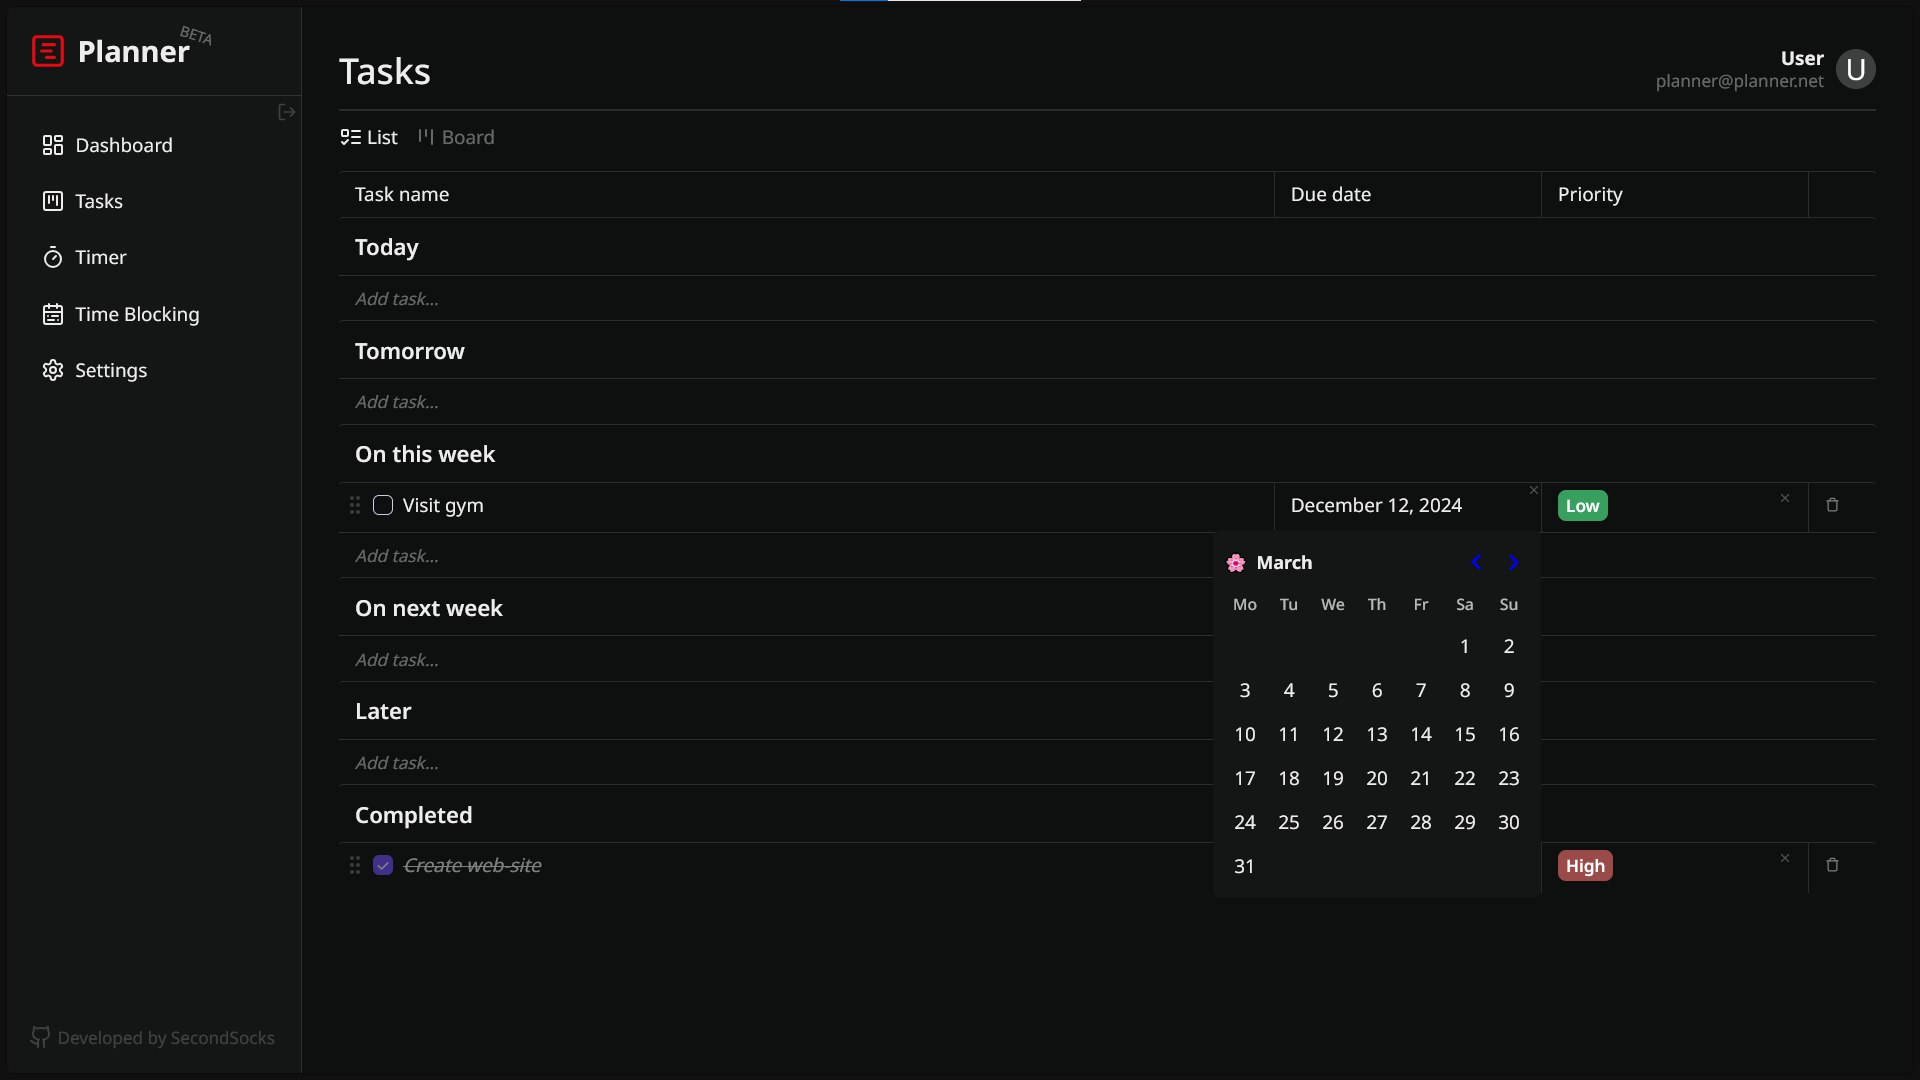 Planner BETA
Dashboard
Tasks
Timer
Time Blocking
Settings
Developed by SecondSocks
Tasks
User
planner@planner.net
U
List Board
Task name Due date Priority
Today
Add task...
Tomorrow
Add task...
On this week
Visit gym December 12, 2024 Low
Add task...
On next week
Add task...
Later
Add task...
Completed
Create web-site High
March
Mo Tu We Th Fr Sa Su
1 2
3 4 5 6 7 8 9
10 11 12 13 14 15 16
17 18 19 20 21 22 23
24 25 26 27 28 29 30
31